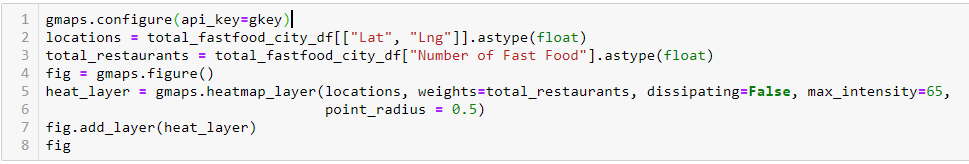 1 gmaps.configure(api_key=gkey)
2 locations = total_fastfood_city_df[["Lat", "Lng"]].astype(float)
3 total_restaurants = total_fastfood_city_df["Number of Fast Food"].astype(float)
4 fig = gmaps.figure()
5 heat_layer = gmaps.heatmap_layer(locations, weights=total_restaurants, dissipating=False, max_intensity=65,
6                                  point_radius = 0.5)
7 fig.add_layer(heat_layer)
8 fig